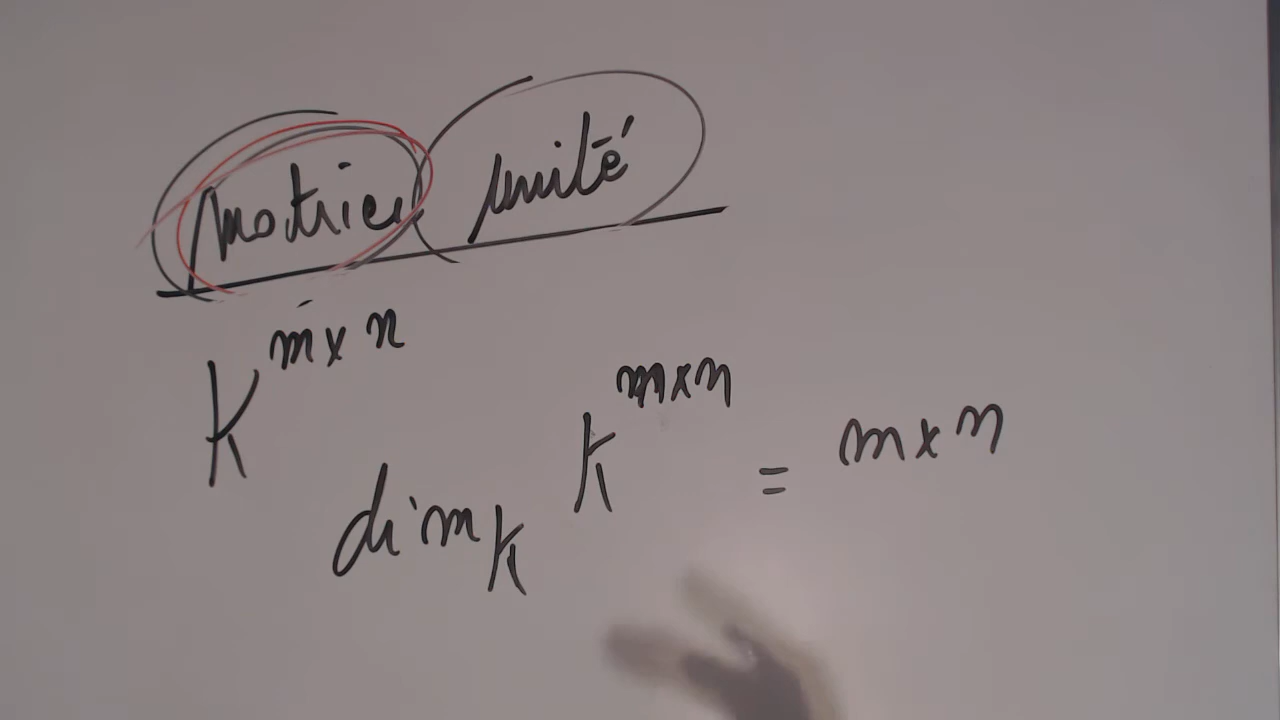 Matrice unité
K^{m×n}
dim_K K^{m×n} = m×n